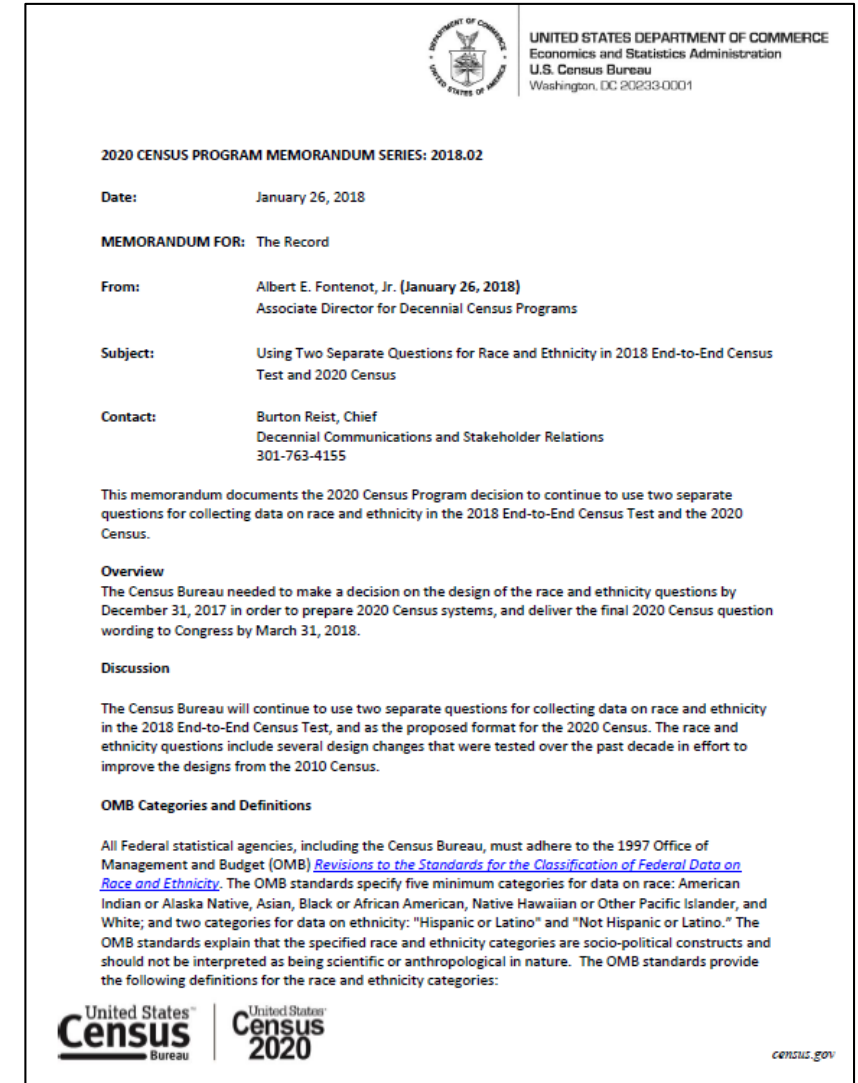 DEPARTMENT OF COMMERCE
UNITED STATES OF AMERICA
UNITED STATES DEPARTMENT OF COMMERCE
Economics and Statistics Administration
U.S. Census Bureau
Washington, DC 20233-0001
2020 CENSUS PROGRAM MEMORANDUM SERIES: 2018.02
Date: January 26, 2018
MEMORANDUM FOR: The Record
From: Albert E. Fontenot, Jr. (January 26, 2018)
Associate Director for Decennial Census Programs
Subject: Using Two Separate Questions for Race and Ethnicity in 2018 End-to-End Census
Test and 2020 Census
Contact: Burton Reist, Chief
Decennial Communications and Stakeholder Relations
301-763-4155
This memorandum documents the 2020 Census Program decision to continue to use two separate
questions for collecting data on race and ethnicity in the 2018 End-to-End Census Test and the 2020
Census.
Overview
The Census Bureau needed to make a decision on the design of the race and ethnicity questions by
December 31, 2017 in order to prepare 2020 Census systems, and deliver the final 2020 Census question
wording to Congress by March 31, 2018.
Discussion
The Census Bureau will continue to use two separate questions for collecting data on race and ethnicity
in the 2018 End-to-End Census Test, and as the proposed format for the 2020 Census. The race and
ethnicity questions include several design changes that were tested over the past decade in effort to
improve the designs from the 2010 Census.
OMB Categories and Definitions
All Federal statistical agencies, including the Census Bureau, must adhere to the 1997 Office of
Management and Budget (OMB) Revisions to the Standards for the Classification of Federal Data on
Race and Ethnicity. The OMB standards specify five minimum categories for data on race: American
Indian or Alaska Native, Asian, Black or African American, Native Hawaiian or Other Pacific Islander, and
White; and two categories for data on ethnicity: "Hispanic or Latino" and "Not Hispanic or Latino." The
OMB standards explain that the specified race and ethnicity categories are socio-political constructs and
should not be interpreted as being scientific or anthropological in nature. The OMB standards provide
the following definitions for the race and ethnicity categories:
United States™
Census
Bureau
United States
Census
2020
census.gov